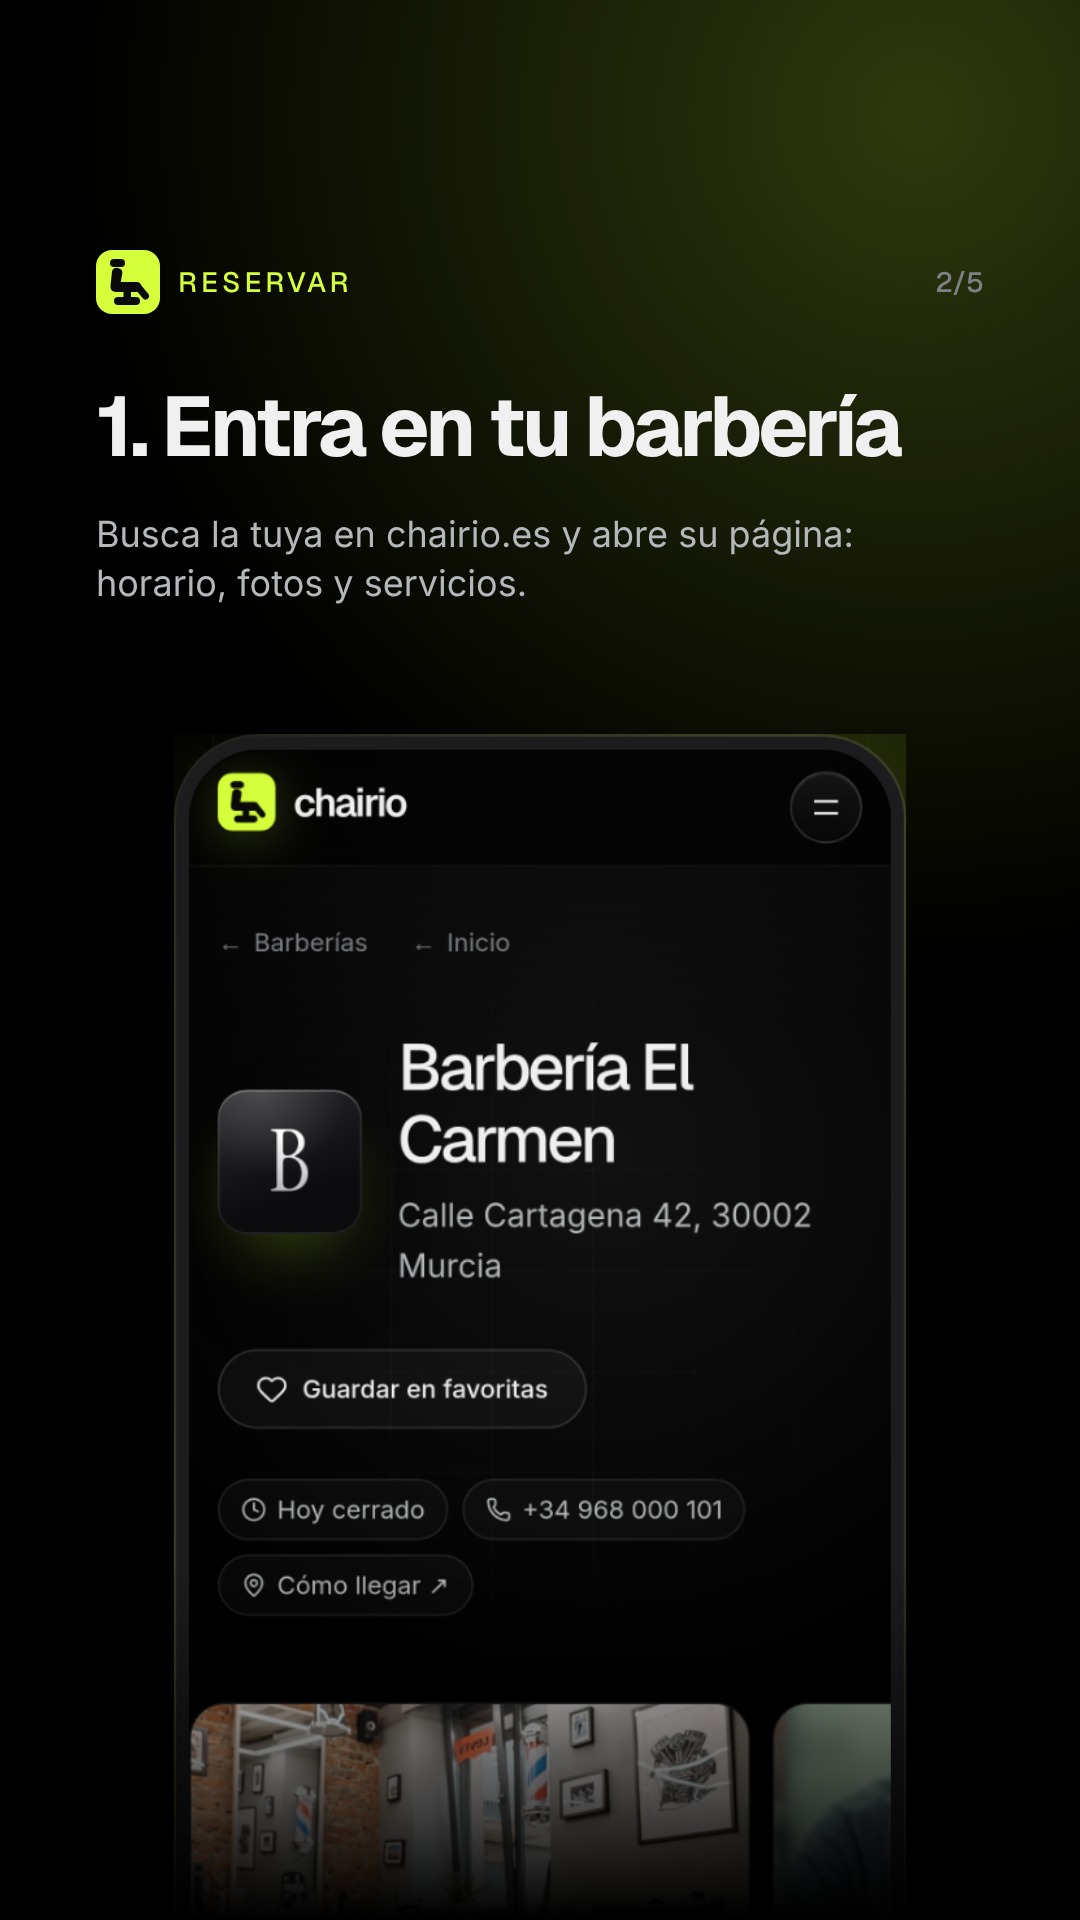 RESERVAR
2/5
1. Entra en tu barbería
Busca la tuya en chairio.es y abre su página:
horario, fotos y servicios.
chairio
← Barberías
← Inicio
B
Barbería El
Carmen
Calle Cartagena 42, 30002
Murcia
Guardar en favoritas
Hoy cerrado
+34 968 000 101
Cómo llegar ↗